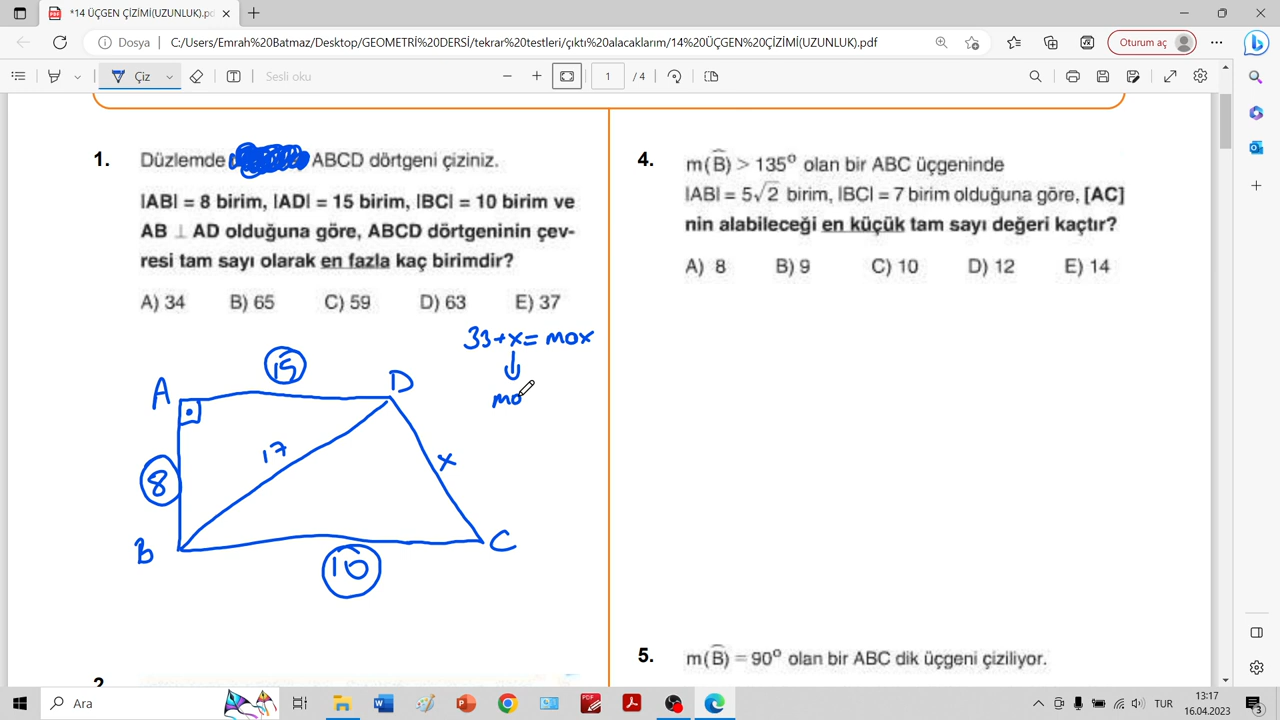 *14 ÜÇGEN ÇİZİMİ(UZUNLUK).pd
Dosya C:/Users/Emrah%20Batmaz/Desktop/GEOMETRİ%20DERSİ/tekrar%20testleri/çıktı%20alacaklarım/14%20ÜÇGEN%20ÇİZİMİ(UZUNLUK).pdf
Oturum aç
Çiz
Sesli oku
1 / 4
1. Düzlemde ABCD dörtgeni çiziniz.
|AB| = 8 birim, |AD| = 15 birim, |BC| = 10 birim ve
AB ⊥ AD olduğuna göre, ABCD dörtgeninin çev-
resi tam sayı olarak en fazla kaç birimdir?
A) 34 B) 65 C) 59 D) 63 E) 37
33+x= max
15
A D
ma
17
x
8
B C
10
2.
4. m(B) > 135° olan bir ABC üçgeninde
|AB| = 5√2 birim, |BC| = 7 birim olduğuna göre, [AC]
nin alabileceği en küçük tam sayı değeri kaçtır?
A) 8 B) 9 C) 10 D) 12 E) 14
5. m(B) = 90° olan bir ABC dik üçgeni çiziliyor.
Ara
TUR
13:17
16.04.2023
3